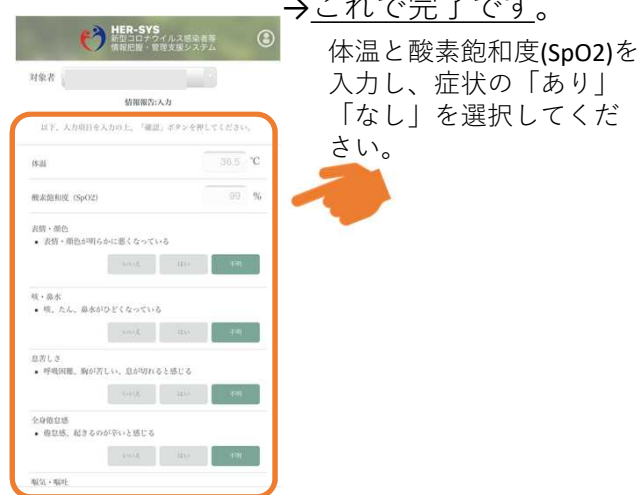 →これで完了です。
HER-SYS
新型コロナウイルス感染者等
情報把握・管理支援システム
対象者
情報報告:入力
以下、入力項目を入力の上、「確認」ボタンを押してください。
体温
36.5 ℃
酸素飽和度 (SpO2)
99 %
表情・顔色
• 表情・顔色が明らかに悪くなっている
いいえ はい 不明
咳・鼻水
• 咳、たん、鼻水がひどくなっている
いいえ はい 不明
息苦しさ
• 呼吸困難、胸が苦しい、息が切れると感じる
いいえ はい 不明
全身倦怠感
• 倦怠感、起きるのが辛いと感じる
いいえ はい 不明
嘔気・嘔吐
体温と酸素飽和度(SpO2)を
入力し、症状の「あり」
「なし」を選択してくだ
さい。